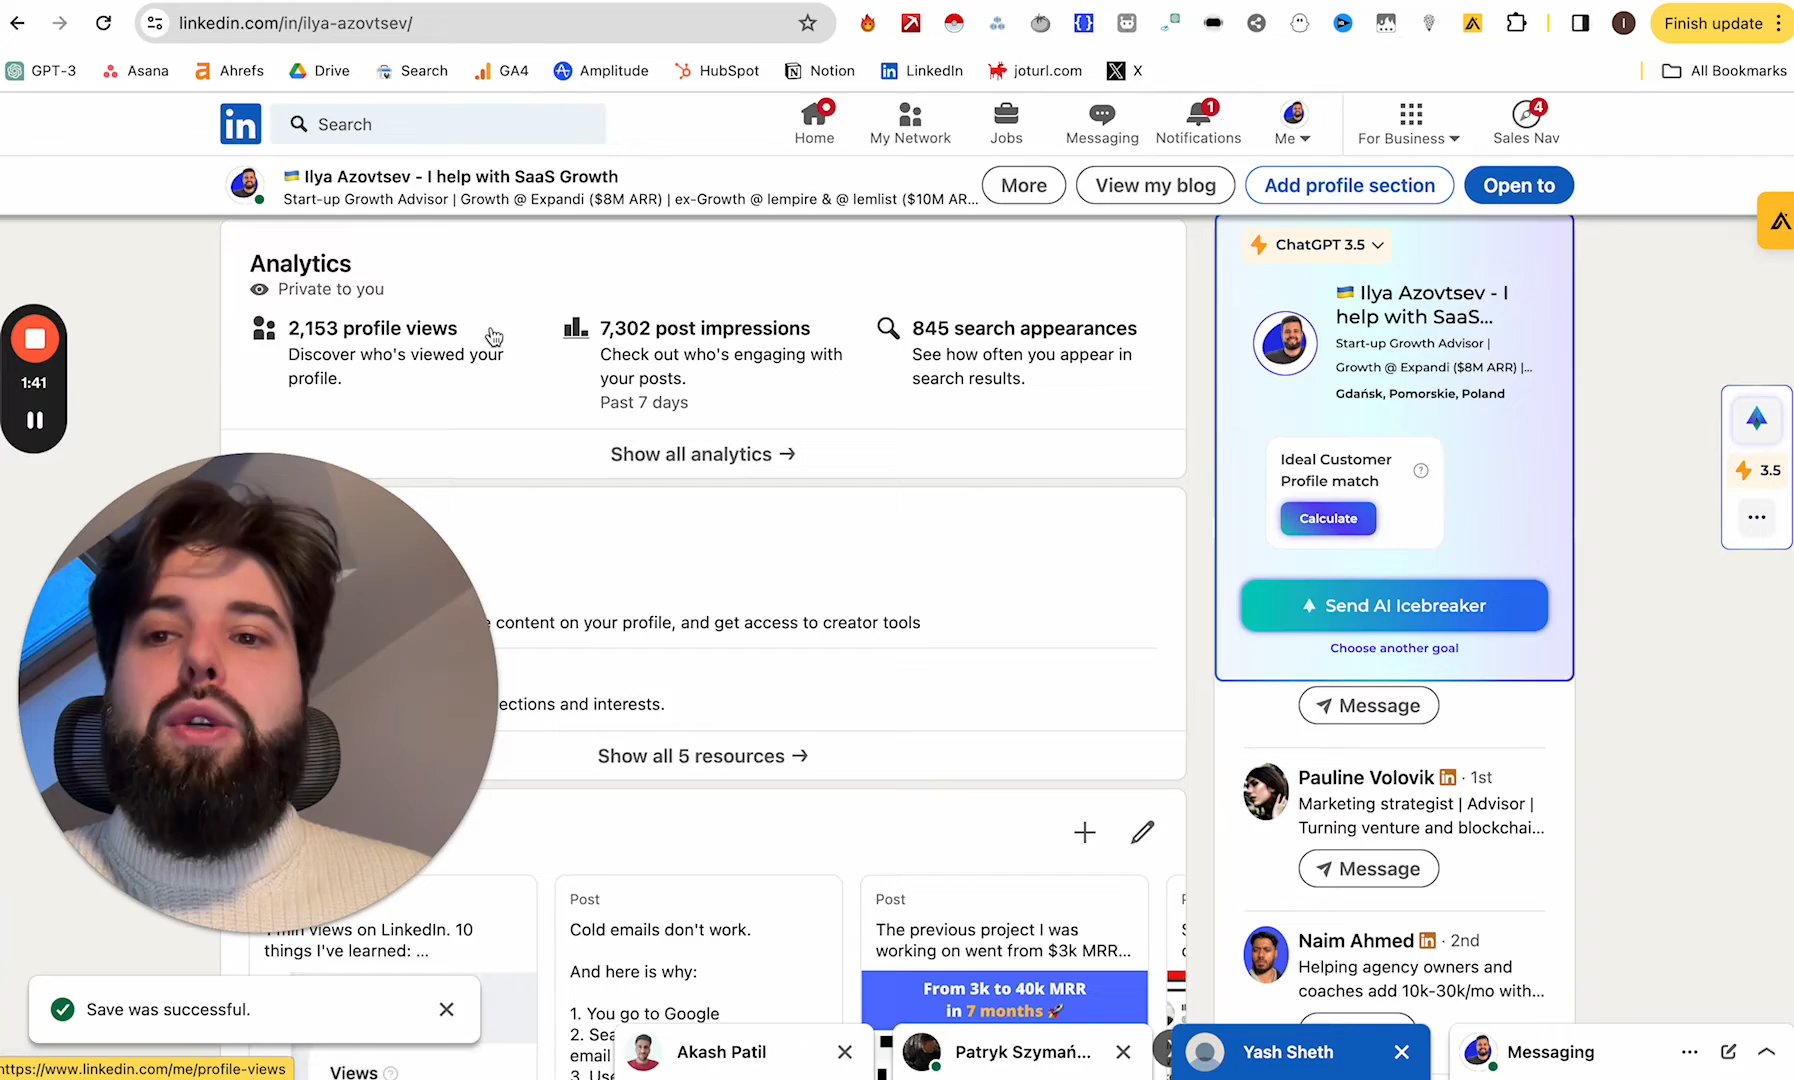 linkedin.com/in/ilya-azovtsev/
Finish update
GPT-3
Asana
Ahrefs
Drive
Search
GA4
Amplitude
HubSpot
Notion
LinkedIn
joturl.com
X
All Bookmarks
in
Search
Home
My Network
Jobs
Messaging
1
Notifications
Me
For Business
4
Sales Nav
🇺🇦 Ilya Azovtsev - I help with SaaS Growth
Start-up Growth Advisor | Growth @ Expandi ($8M ARR) | ex-Growth @ lempire & @ lemlist ($10M AR...
More
View my blog
Add profile section
Open to
Analytics
Private to you
2,153 profile views
Discover who's viewed your
profile.
7,302 post impressions
Check out who's engaging with
your posts.
Past 7 days
845 search appearances
See how often you appear in
search results.
Show all analytics →
1:41
content on your profile, and get access to creator tools
ections and interests.
Show all 5 resources →
views on LinkedIn. 10
things I've learned: ...
Views
Post
Cold emails don't work.
And here is why:
1. You go to Google
2. Sea
email
3. Use
Post
The previous project I was
working on went from $3k MRR...
From 3k to 40k MRR
in 7 months 🚀
ChatGPT 3.5
🇺🇦 Ilya Azovtsev - I
help with SaaS...
Start-up Growth Advisor |
Growth @ Expandi ($8M ARR) |...
Gdańsk, Pomorskie, Poland
Ideal Customer
Profile match
?
Calculate
Send AI Icebreaker
Choose another goal
3.5
Message
Pauline Volovik in · 1st
Marketing strategist | Advisor |
Turning venture and blockchai...
Message
Naim Ahmed in · 2nd
Helping agency owners and
coaches add 10k-30k/mo with...
Save was successful.
https://www.linkedin.com/me/profile-views
Akash Patil
Patryk Szymań...
Yash Sheth
Messaging